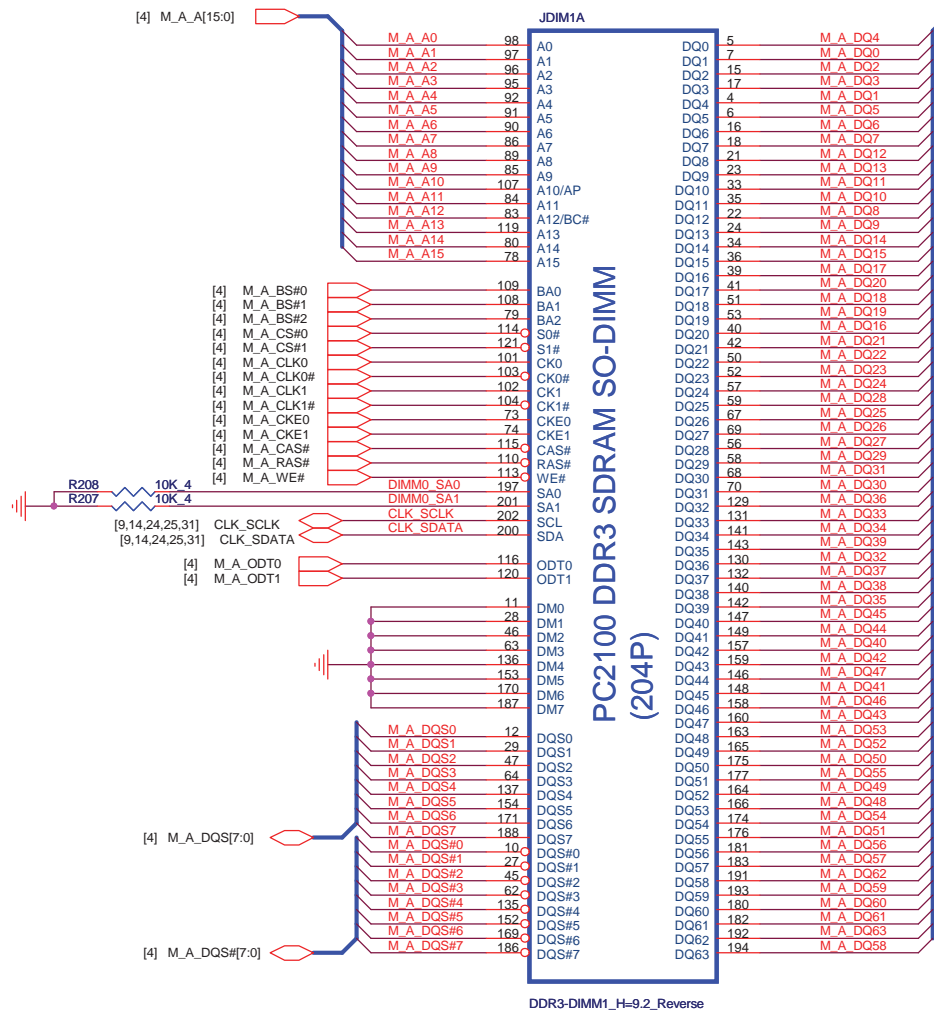 [4] M_A_A[15:0]
JDIM1A
M_A_A0 98 A0
M_A_A1 97 A1
M_A_A2 96 A2
M_A_A3 95 A3
M_A_A4 92 A4
M_A_A5 91 A5
M_A_A6 90 A6
M_A_A7 86 A7
M_A_A8 89 A8
M_A_A9 85 A9
M_A_A10 107 A10/AP
M_A_A11 84 A11
M_A_A12 83 A12/BC#
M_A_A13 119 A13
M_A_A14 80 A14
M_A_A15 78 A15
[4] M_A_BS#0 109 BA0
[4] M_A_BS#1 108 BA1
[4] M_A_BS#2 79 BA2
[4] M_A_CS#0 114 S0#
[4] M_A_CS#1 121 S1#
[4] M_A_CLK0 101 CK0
[4] M_A_CLK0# 103 CK0#
[4] M_A_CLK1 102 CK1
[4] M_A_CLK1# 104 CK1#
[4] M_A_CKE0 73 CKE0
[4] M_A_CKE1 74 CKE1
[4] M_A_CAS# 115 CAS#
[4] M_A_RAS# 110 RAS#
[4] M_A_WE# 113 WE#
R208 10K_4 DIMM0_SA0 197 SA0
R207 10K_4 DIMM0_SA1 201 SA1
[9,14,24,25,31] CLK_SCLK CLK_SCLK 202 SCL
[9,14,24,25,31] CLK_SDATA CLK_SDATA 200 SDA
[4] M_A_ODT0 116 ODT0
[4] M_A_ODT1 120 ODT1
11 DM0
28 DM1
46 DM2
63 DM3
136 DM4
153 DM5
170 DM6
187 DM7
M_A_DQS0 12 DQS0
M_A_DQS1 29 DQS1
M_A_DQS2 47 DQS2
M_A_DQS3 64 DQS3
M_A_DQS4 137 DQS4
M_A_DQS5 154 DQS5
M_A_DQS6 171 DQS6
M_A_DQS7 188 DQS7
[4] M_A_DQS[7:0]
M_A_DQS#0 10 DQS#0
M_A_DQS#1 27 DQS#1
M_A_DQS#2 45 DQS#2
M_A_DQS#3 62 DQS#3
M_A_DQS#4 135 DQS#4
M_A_DQS#5 152 DQS#5
M_A_DQS#6 169 DQS#6
M_A_DQS#7 186 DQS#7
[4] M_A_DQS#[7:0]
PC2100 DDR3 SDRAM SO-DIMM
(204P)
DQ0 5 M_A_DQ4
DQ1 7 M_A_DQ0
DQ2 15 M_A_DQ2
DQ3 17 M_A_DQ3
DQ4 4 M_A_DQ1
DQ5 6 M_A_DQ5
DQ6 16 M_A_DQ6
DQ7 18 M_A_DQ7
DQ8 21 M_A_DQ12
DQ9 23 M_A_DQ13
DQ10 33 M_A_DQ11
DQ11 35 M_A_DQ10
DQ12 22 M_A_DQ8
DQ13 24 M_A_DQ9
DQ14 34 M_A_DQ14
DQ15 36 M_A_DQ15
DQ16 39 M_A_DQ17
DQ17 41 M_A_DQ20
DQ18 51 M_A_DQ18
DQ19 53 M_A_DQ19
DQ20 40 M_A_DQ16
DQ21 42 M_A_DQ21
DQ22 50 M_A_DQ22
DQ23 52 M_A_DQ23
DQ24 57 M_A_DQ24
DQ25 59 M_A_DQ28
DQ26 67 M_A_DQ25
DQ27 69 M_A_DQ26
DQ28 56 M_A_DQ27
DQ29 58 M_A_DQ29
DQ30 68 M_A_DQ31
DQ31 70 M_A_DQ30
DQ32 129 M_A_DQ36
DQ33 131 M_A_DQ33
DQ34 141 M_A_DQ34
DQ35 143 M_A_DQ39
DQ36 130 M_A_DQ32
DQ37 132 M_A_DQ37
DQ38 140 M_A_DQ38
DQ39 142 M_A_DQ35
DQ40 147 M_A_DQ45
DQ41 149 M_A_DQ44
DQ42 157 M_A_DQ40
DQ43 159 M_A_DQ42
DQ44 146 M_A_DQ47
DQ45 148 M_A_DQ41
DQ46 158 M_A_DQ46
DQ47 160 M_A_DQ43
DQ48 163 M_A_DQ53
DQ49 165 M_A_DQ52
DQ50 175 M_A_DQ50
DQ51 177 M_A_DQ55
DQ52 164 M_A_DQ49
DQ53 166 M_A_DQ48
DQ54 174 M_A_DQ54
DQ55 176 M_A_DQ51
DQ56 181 M_A_DQ56
DQ57 183 M_A_DQ57
DQ58 191 M_A_DQ62
DQ59 193 M_A_DQ59
DQ60 180 M_A_DQ60
DQ61 182 M_A_DQ61
DQ62 192 M_A_DQ63
DQ63 194 M_A_DQ58
DDR3-DIMM1_H=9.2_Reverse